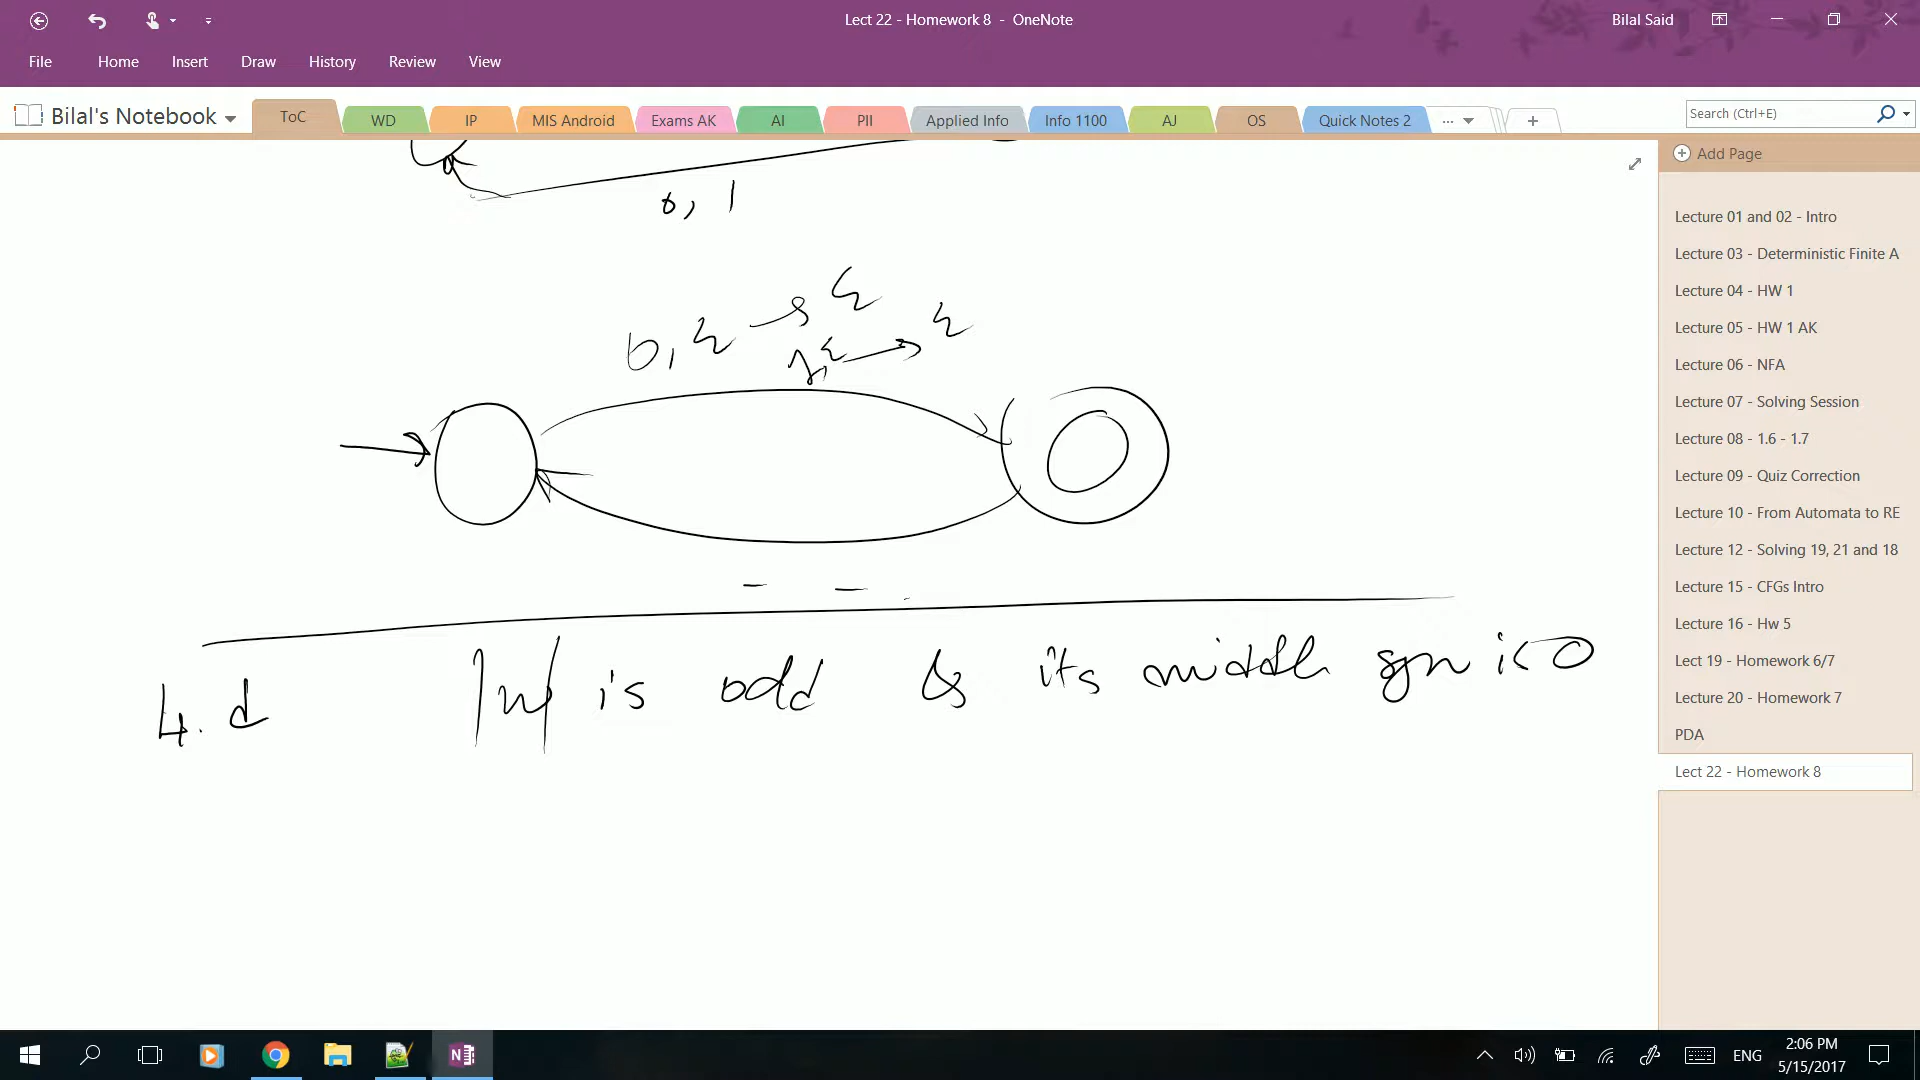 Lect 22 - Homework 8 - OneNote
Bilal Said
File Home Insert Draw History Review View
Bilal's Notebook
ToC WD IP MIS Android Exams AK AI PII Applied Info Info 1100 AJ OS Quick Notes 2 ... +
Search (Ctrl+E)
Add Page
Lecture 01 and 02 - Intro
Lecture 03 - Deterministic Finite A
Lecture 04 - HW 1
Lecture 05 - HW 1 AK
Lecture 06 - NFA
Lecture 07 - Solving Session
Lecture 08 - 1.6 - 1.7
Lecture 09 - Quiz Correction
Lecture 10 - From Automata to RE
Lecture 12 - Solving 19, 21 and 18
Lecture 15 - CFGs Intro
Lecture 16 - Hw 5
Lect 19 - Homework 6/7
Lecture 20 - Homework 7
PDA
Lect 22 - Homework 8
0, 1
0, ε → ε
1, ε → ε
4. d |w| is odd & its middle sym is 0
ENG
2:06 PM
5/15/2017